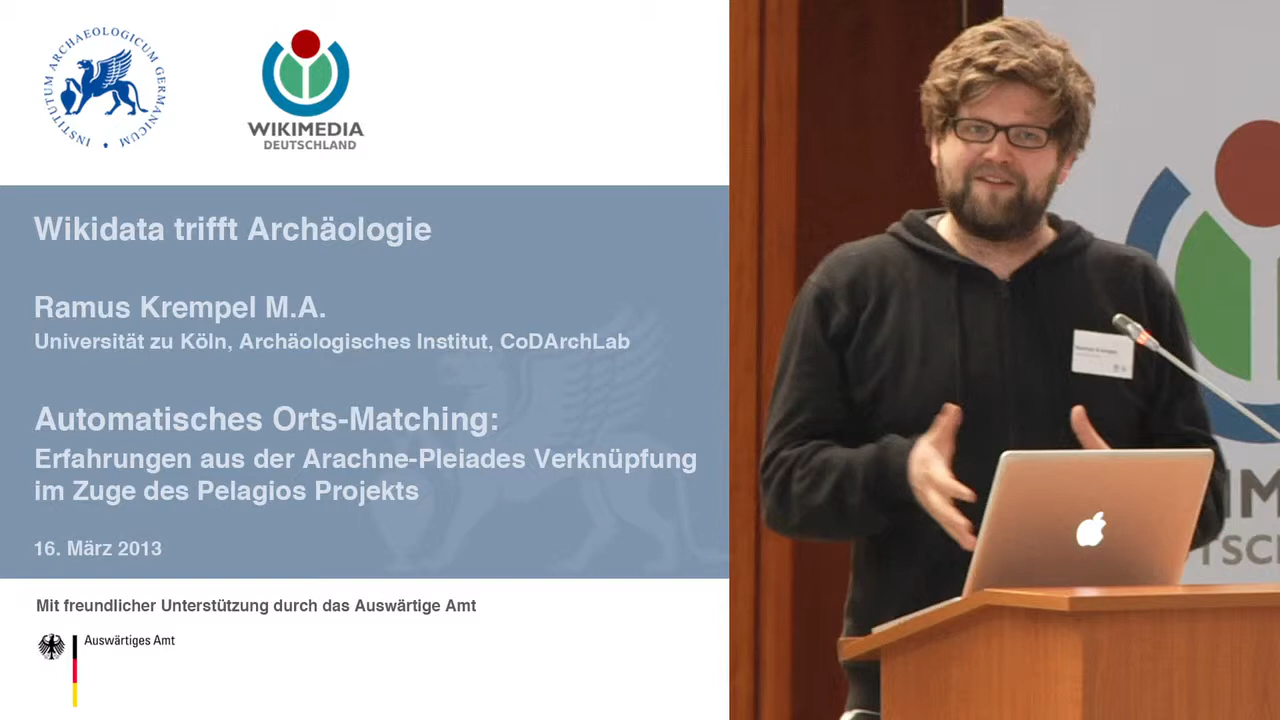 INSTITUTUM ARCHAEOLOGICUM GERMANICUM
WIKIMEDIA
DEUTSCHLAND
Wikidata trifft Archäologie
Ramus Krempel M.A.
Universität zu Köln, Archäologisches Institut, CoDArchLab
Automatisches Orts-Matching:
Erfahrungen aus der Arachne-Pleiades Verknüpfung
im Zuge des Pelagios Projekts
16. März 2013
Mit freundlicher Unterstützung durch das Auswärtige Amt
Auswärtiges Amt